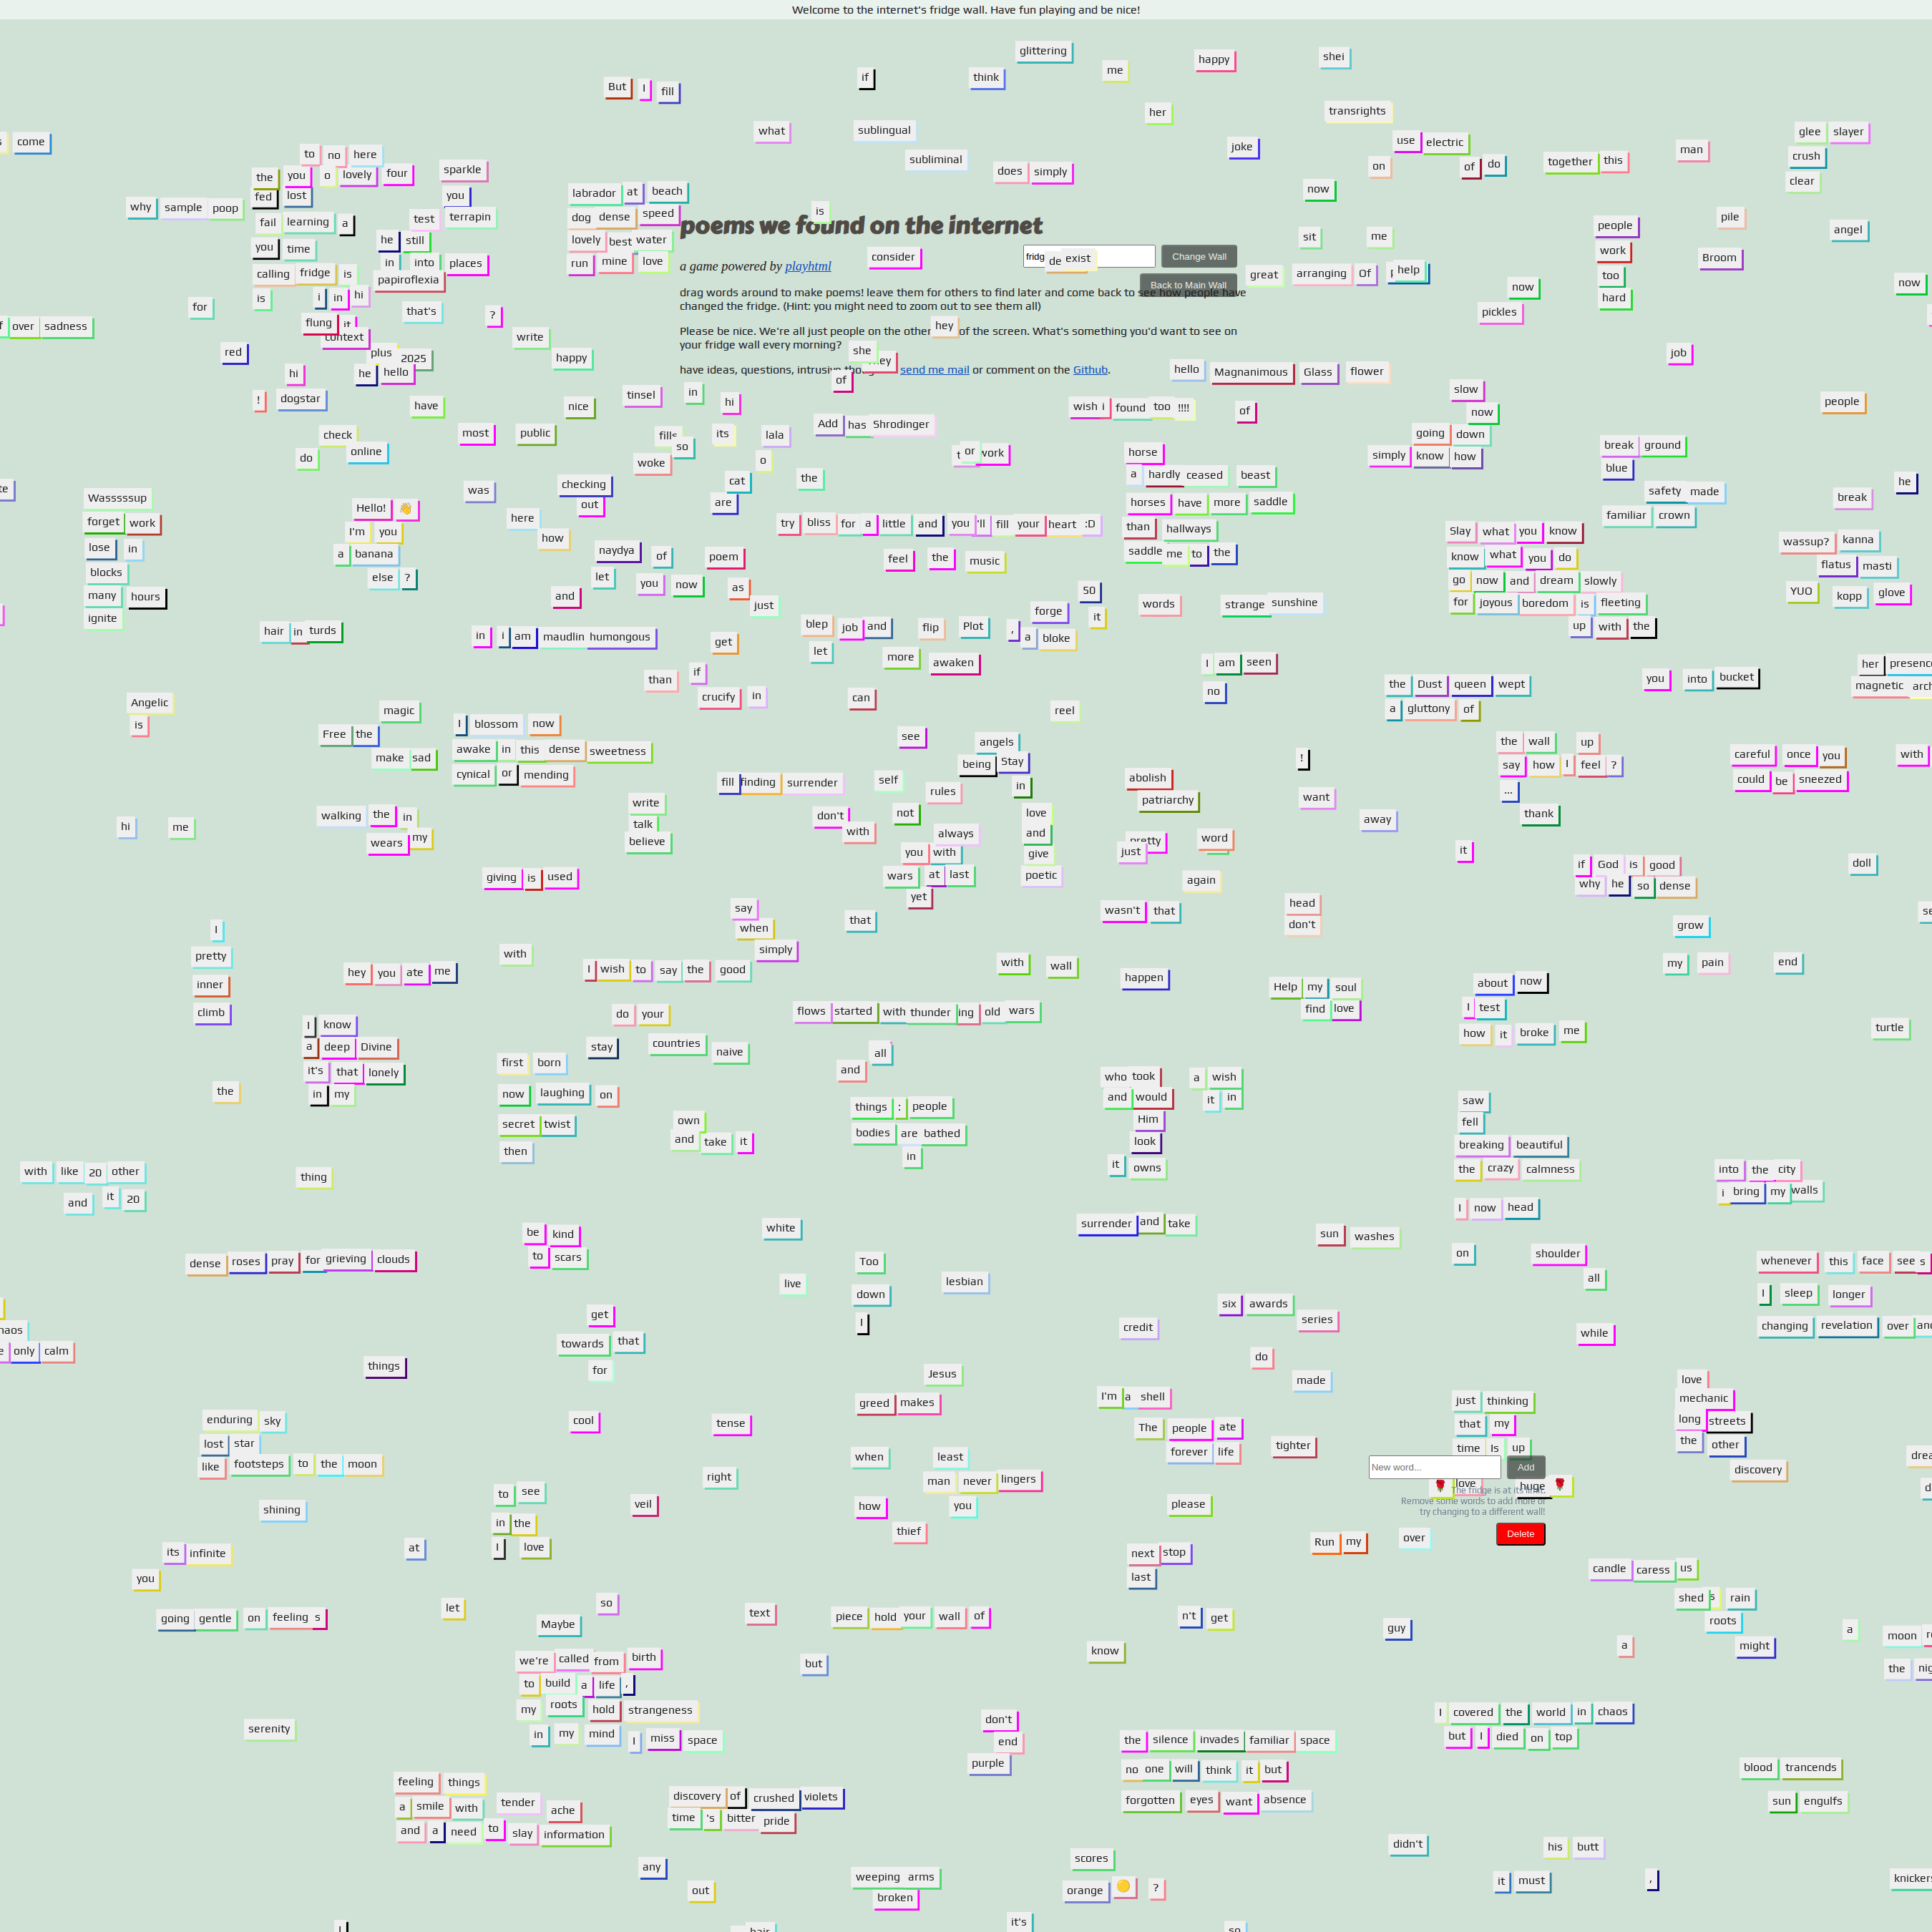 Welcome to the internet's fridge wall. Have fun playing and be nice!
glittering
happy
shei
if
think
me
But I fill
her
transrights
come
what
sublingual
joke
use electric
man
glee slayer
to no here
subliminal
on
of do
together this
crush
the you o lovely four
sparkle
does simply
clear
fed lost
you
labrador at beach
now
why sample poop
test terrapin
dog dense speed
is
people
pile
fail learning a
poems we found on the internet
angel
you time
he still
lovely best water
sit
me
work
calling fridge is
in into places
run mine love
a game powered by playhtml
consider
fridg
de exist
Change Wall
great arranging Of
help
too
Broom
papiroflexia
Back to Main Wall
now
now
is
i in hi
drag words around to make poems! leave them for others to find later and come back to see how people have
hard
for
that's
?
changed the fridge. (Hint: you might need to zoom out to see them all)
pickles
over sadness
flung it
context
write
Please be nice. We're all just people on the other
hey
of the screen. What's something you'd want to see on
your fridge wall every morning?
red
plus 2025
happy
she
job
hi
he hello
have ideas, questions, intrusive
send me mail or comment on the Github.
hello Magnanimous Glass flower
of
! dogstar
have
nice
tinsel
in
hi
wish i found too !!!!
of
slow
now
people
check
most
public
fills
so
its
lala
Add has Shrodinger
going down
break ground
do
online
woke
o
or
work
horse
simply know how
blue
was
checking
cat
the
a hardly ceased beast
safety made
he
Wasssssup
out
are
horses have more saddle
familiar crown
break
forget work
Hello! 👋
here
try bliss for a little and you 'll fill your heart :D
than hallways
Slay what you know
lose in
I'm you
how
naydya of
poem
feel the music
saddle me to the
know what you do
wassup? kanna
blocks
a banana
let
you now
as
go now and dream slowly
flatus masti
many hours
else ?
and
just
50
words
strange sunshine
for joyous boredom is fleeting
YUO kopp glove
ignite
forge
it
up with the
hair in turds
in i am maudlin humongous
get
blep job and
flip
Plot
, a bloke
let
more
awaken
I am seen
her presence
than
if
no
the Dust queen wept
you into bucket
magnetic
Angelic
crucify in
can
reel
a gluttony of
is
magic
I blossom now
see
angels
the wall up
Free the
awake in this dense sweetness
being Stay
!
say how I feel ?
careful once you
with
make sad
cynical or mending
fill finding surrender
self
in
abolish
...
could be sneezed
write
rules
patriarchy
want
thank
hi
me
walking the in
talk
don't
not
love
away
wears my
believe
with
always
and
pretty
word
you with
give
just
it
if God is good
doll
giving is used
wars at last
poetic
again
why he so dense
yet
say
that
wasn't that
head
I
when
don't
grow
pretty
with
simply
inner
hey you ate me
I wish to say the good
with wall
happen
my pain end
climb
Help my soul
about now
I know
do your
flows started with thunder ing old wars
find love
I test
a deep Divine
stay
countries
naive
all
how it broke me
turtle
it's that lonely
first born
and
who took
a wish
the
in my
now laughing on
and would
it in
saw
own
things : people
Him
fell
secret twist
and take it
bodies are bathed
look
breaking beautiful
then
in
it owns
the crazy calmness
with like 20 other
thing
into the city
and it 20
i bring my walls
I now head
be kind
white
surrender and take
sun washes
to scars
on
shoulder
dense roses pray for grieving clouds
Too
all
whenever this face see s
live
lesbian
down
I sleep longer
get
I
six awards
series
towards that
credit
while
changing revelation over
only calm
for
things
Jesus
do
made
love
greed makes
I'm a shell
just thinking
mechanic
enduring sky
cool
tense
The people ate
that my
long streets
lost star
when
least
forever life
tighter
time Is up
the other
like footsteps to the moon
right
man never lingers
New word...
Add
discovery
to see
🌹 love
huge 🌹
The fridge is at its limit.
shining
veil
how
you
please
Remove some words to add more or
try changing to a different wall!
in the
thief
Delete
its infinite
at
I love
next stop
Run my
over
you
last
candle caress us
let
so
shed
rain
going gentle on feeling s
Maybe
text
piece hold your wall of
n't get
roots
guy
a
we're called from birth
know
a
might
moon
but
to build a life ,
the
my roots hold strangeness
serenity
don't
I covered the world in chaos
in my mind I miss space
end
the silence invades familiar space
but I died on top
purple
feeling things
no one will think it but
blood trancends
a smile with tender ache
discovery of crushed violets
forgotten eyes want absence
sun engulfs
and a need to slay information
time 's bitter pride
didn't
his butt
any
scores
weeping arms
it must
,
out
broken
orange 🟡 ?
it's